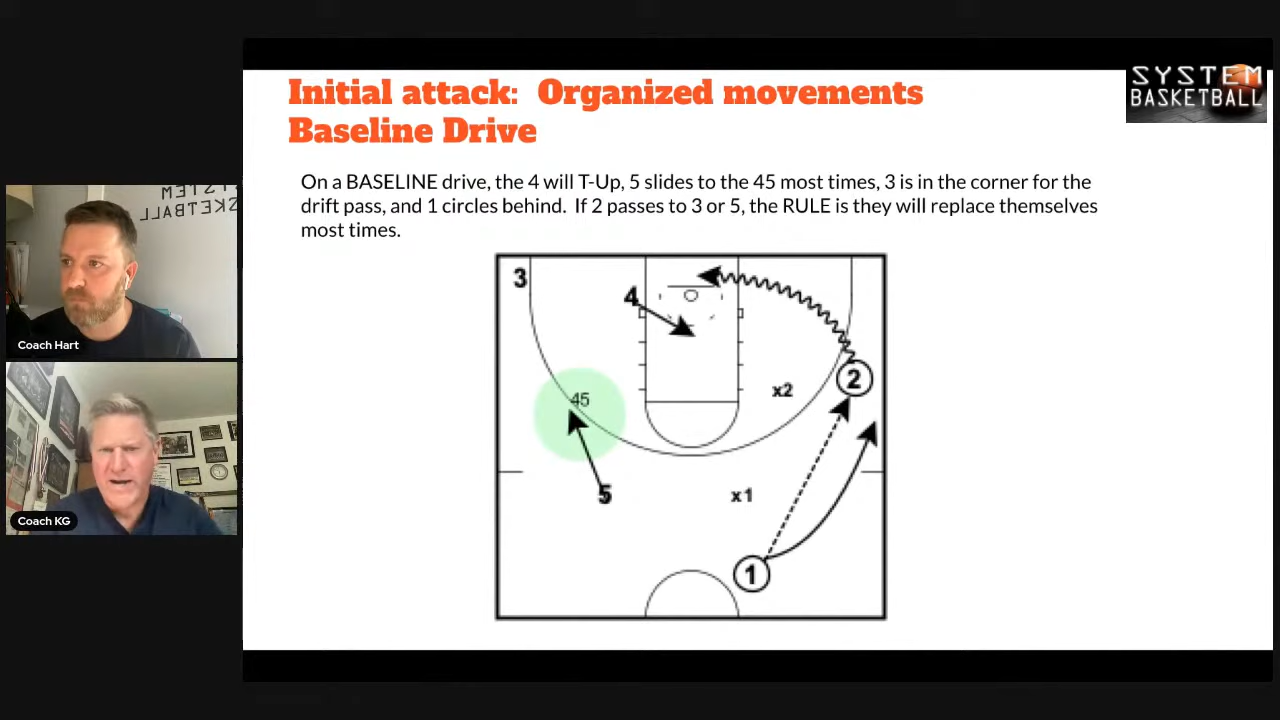 Initial attack: Organized movements
Baseline Drive
SYSTEM
BASKETBALL
On a BASELINE drive, the 4 will T-Up, 5 slides to the 45 most times, 3 is in the corner for the
drift pass, and 1 circles behind. If 2 passes to 3 or 5, the RULE is they will replace themselves
most times.
3
4
2
x2
45
5
x1
1
SYSTEM
BASKETBALL
Coach Hart
Coach KG